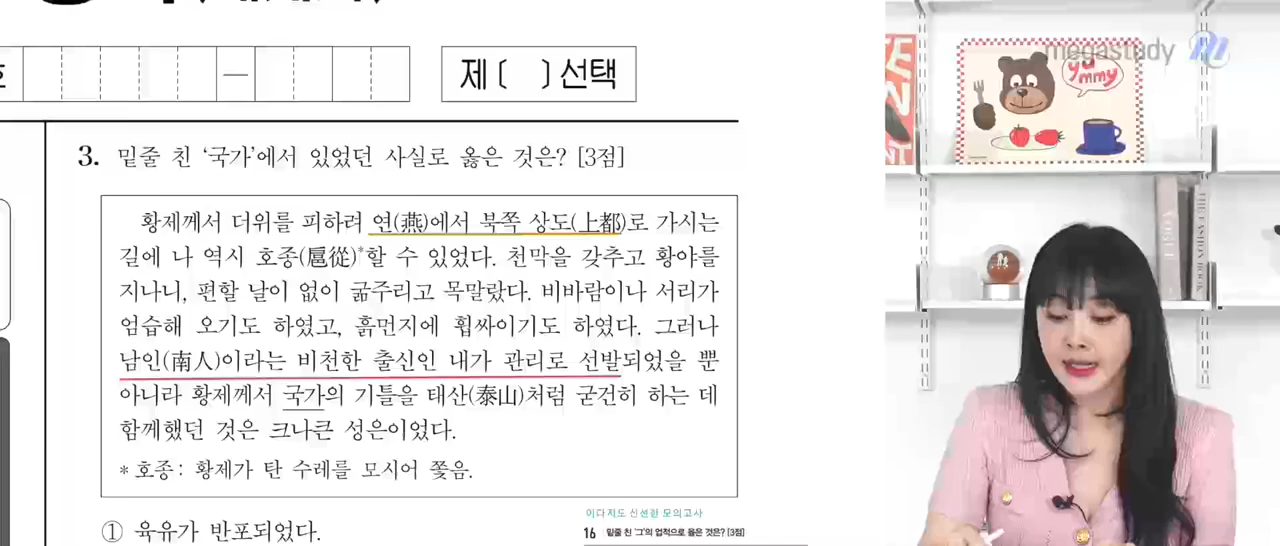 제 ( ) 선택
3. 밑줄 친 ‘국가’에서 있었던 사실로 옳은 것은? [3점]
황제께서 더위를 피하려 연(燕)에서 북쪽 상도(上都)로 가시는
길에 나 역시 호종(扈從)*할 수 있었다. 천막을 갖추고 황야를
지나니, 편할 날이 없이 굶주리고 목말랐다. 비바람이나 서리가
엄습해 오기도 하였고, 흙먼지에 휩싸이기도 하였다. 그러나
남인(南人)이라는 비천한 출신인 내가 관리로 선발되었을 뿐
아니라 황제께서 국가의 기틀을 태산(泰山)처럼 굳건히 하는 데
함께했던 것은 크나큰 성은이었다.
* 호종: 황제가 탄 수레를 모시어 쫓음.
① 육유가 반포되었다.
이다지도 신선한 모의고사
16 밑줄 친 '그'의 업적으로 옳은 것은? [3점]
megastudy
yu
mmy